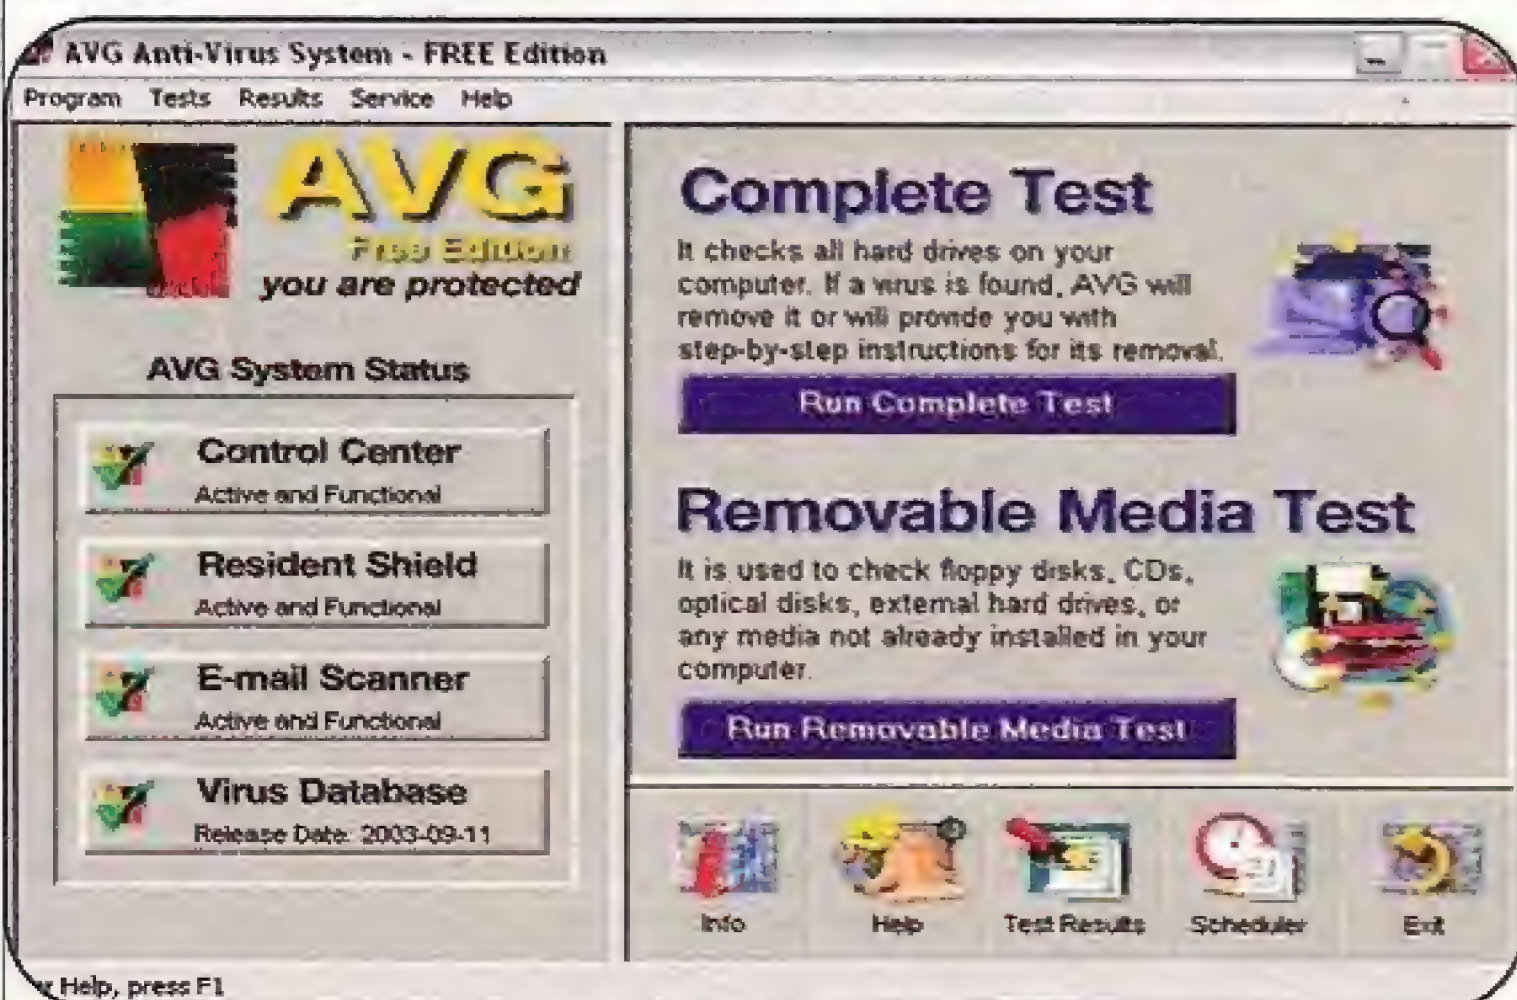 AVG Anti-Virus System - FREE Edition
Program Tests Results Service Help
AVG
Free Edition
you are protected
AVG System Status
Control Center
Active and Functional
Resident Shield
Active and Functional
E-mail Scanner
Active and Functional
Virus Database
Release Date: 2003-09-11
Complete Test
It checks all hard drives on your
computer. If a virus is found, AVG will
remove it or will provide you with
step-by-step instructions for its removal.
Run Complete Test
Removable Media Test
It is used to check floppy disks, CDs,
optical disks, external hard drives, or
any media not already installed in your
computer.
Run Removable Media Test
Info Help Test Results Scheduler Exit
Help, press F1